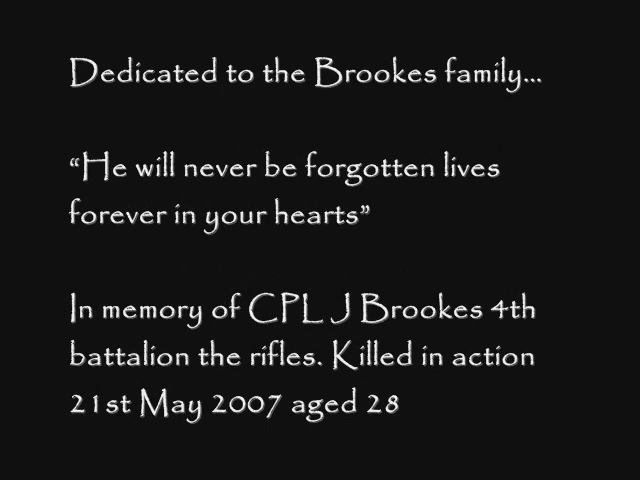 Dedicated to the Brookes family...
“He will never be forgotten lives
forever in your hearts”
In memory of CPL J Brookes 4th
battalion the rifles. Killed in action
21st May 2007 aged 28